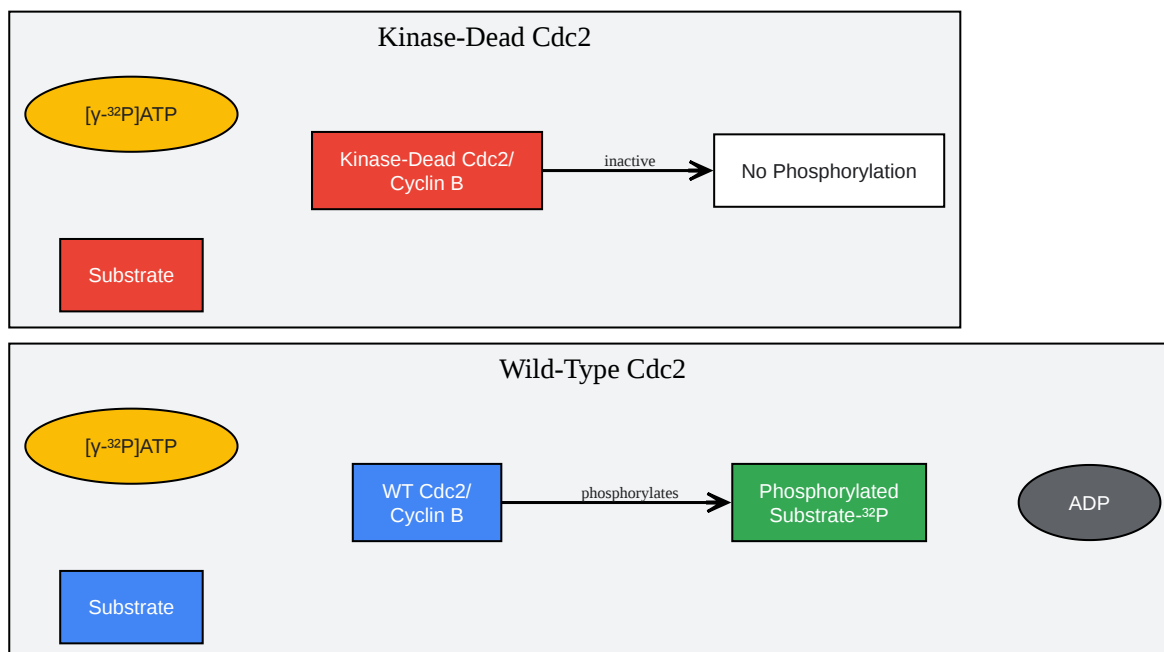 Kinase-Dead Cdc2
[γ-³²P]ATP
Kinase-Dead Cdc2/
Cyclin B
inactive
No Phosphorylation
Substrate
Wild-Type Cdc2
[γ-³²P]ATP
WT Cdc2/
Cyclin B
phosphorylates
Phosphorylated
Substrate-³²P
ADP
Substrate